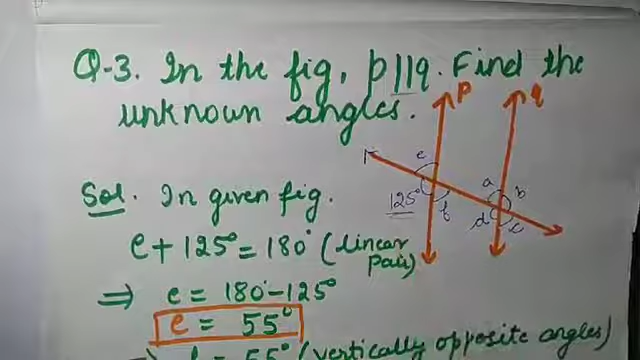 Q-3. In the fig, p||q. Find the
unknown angles.
p
q
e
125°
f
a
b
d
c
Sol. In given fig.
e + 125° = 180° (linear
pair)
⇒ e = 180° - 125°
e = 55°
⇒ f = 55° (vertically opposite angles)